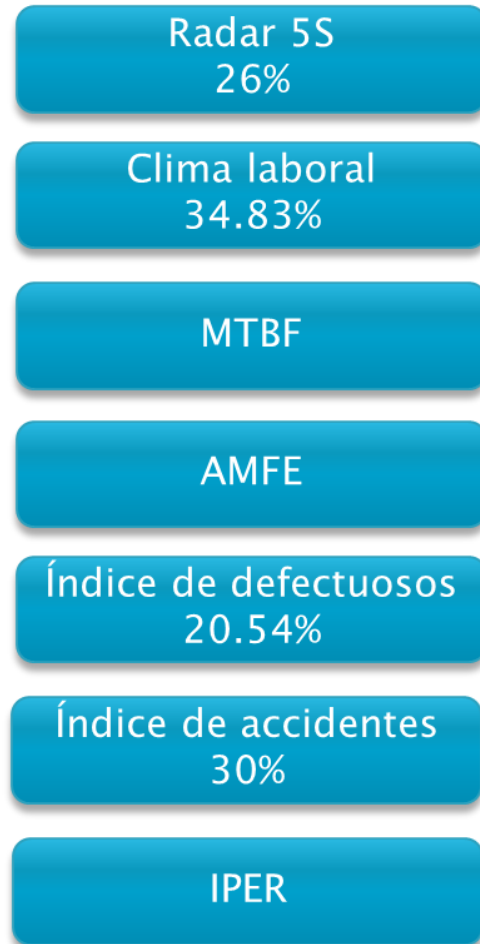 Radar 5S
26%
Clima laboral
34.83%
MTBF
AMFE
Índice de defectuosos
20.54%
Índice de accidentes
30%
IPER